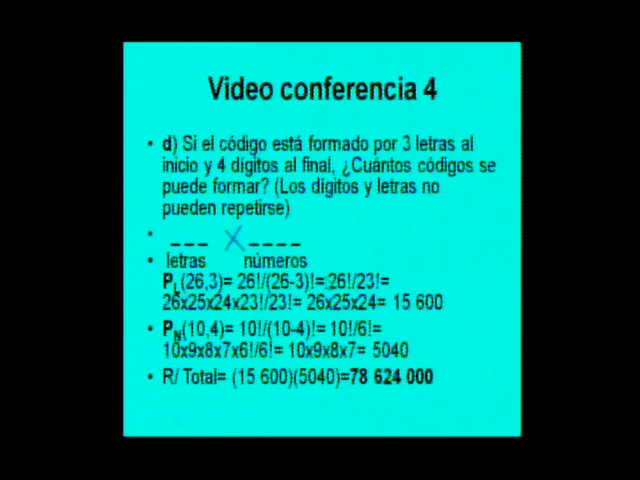 Video conferencia 4
• d) Si el código está formado por 3 letras al
inicio y 4 dígitos al final, ¿Cuántos códigos se
puede formar? (Los dígitos y letras no
pueden repetirse)
• _ _ _ X _ _ _ _
• letras números
P_L(26,3)= 26!/(26-3)!= 26!/23!=
26x25x24x23!/23!= 26x25x24= 15 600
• P_N(10,4)= 10!/(10-4)!= 10!/6!=
10x9x8x7x6!/6!= 10x9x8x7= 5040
• R/ Total= (15 600)(5040)=78 624 000